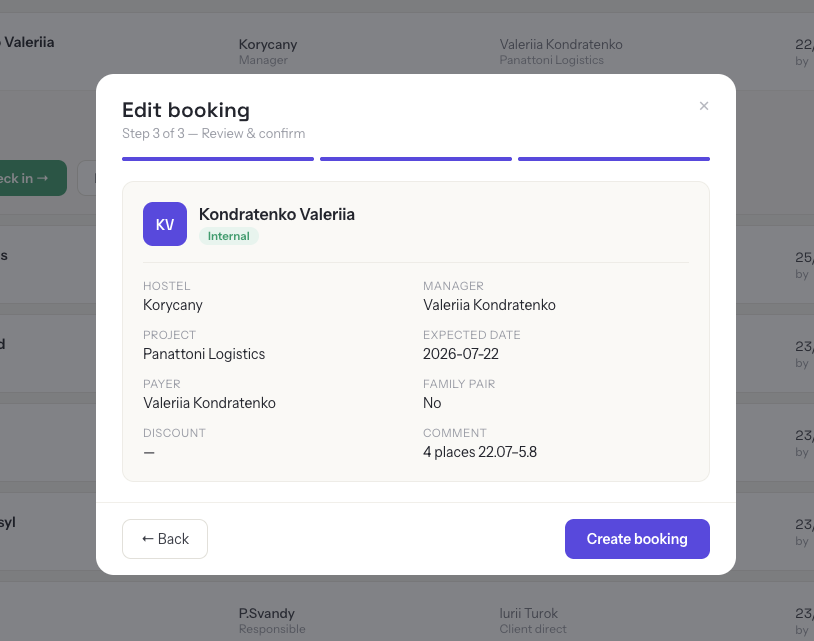 Valeriia
Korycany
Valeriia Kondratenko
22/
Manager
Panattoni Logistics
by
Edit booking
×
Step 3 of 3 — Review & confirm
eck in →
KV
Kondratenko Valeriia
Internal
s
25/
by
HOSTEL
MANAGER
Korycany
Valeriia Kondratenko
PROJECT
EXPECTED DATE
d
23/
Panattoni Logistics
2026-07-22
by
PAYER
FAMILY PAIR
Valeriia Kondratenko
No
DISCOUNT
COMMENT
23/
—
4 places 22.07–5.8
by
syl
23/
← Back
Create booking
by
P.Svandy
Iurii Turok
23/
Responsible
Client direct
by